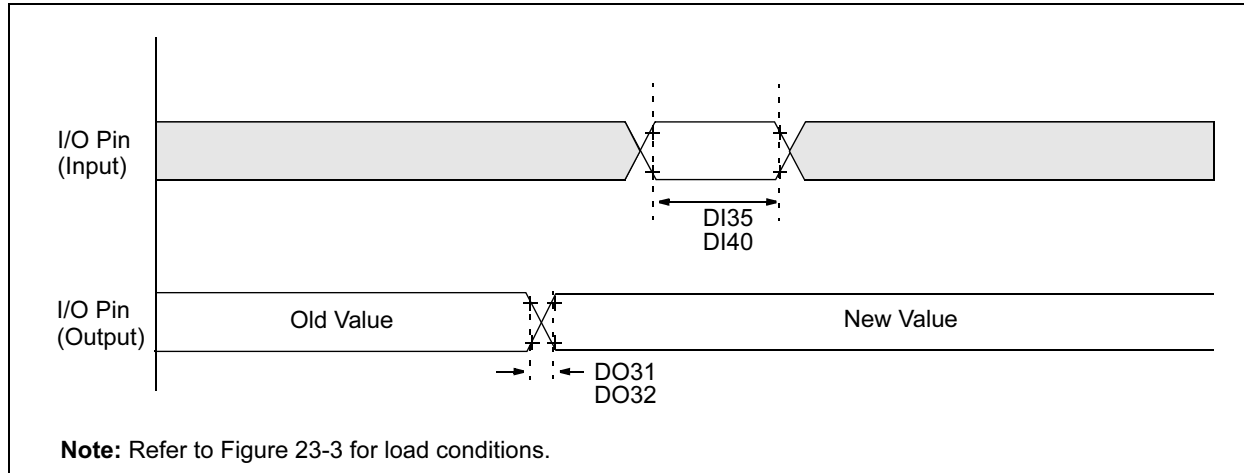 I/O Pin
(Input)
DI35
DI40
I/O Pin
(Output)
Old Value
New Value
DO31
DO32
Note: Refer to Figure 23-3 for load conditions.